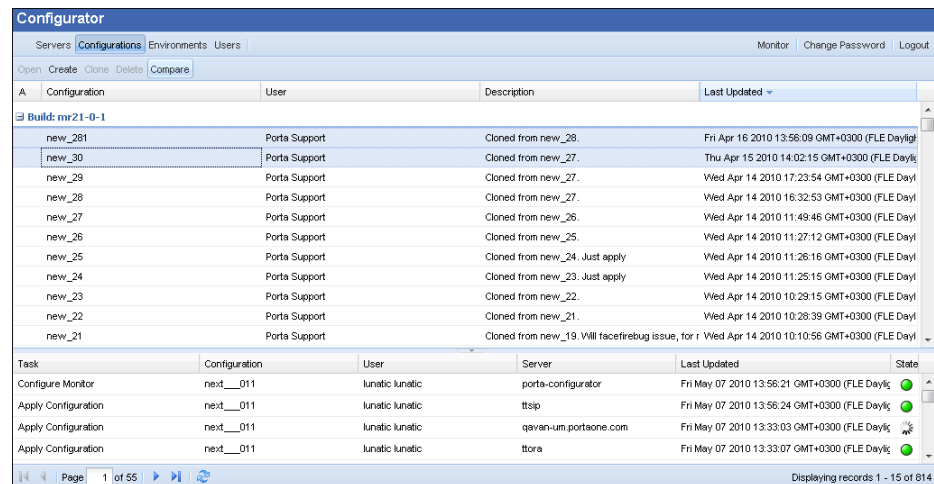 Configurator
Servers Configurations Environments Users Monitor Change Password Logout
Open Create Clone Delete Compare
A Configuration User Description Last Updated
Build: mr21-0-1
new_281 Porta Support Cloned from new_28. Fri Apr 16 2010 13:56:09 GMT+0300 (FLE Dayligh
new_30 Porta Support Cloned from new_27. Thu Apr 15 2010 14:02:15 GMT+0300 (FLE Daylig
new_29 Porta Support Cloned from new_27. Wed Apr 14 2010 17:23:54 GMT+0300 (FLE Dayl
new_28 Porta Support Cloned from new_27. Wed Apr 14 2010 16:32:53 GMT+0300 (FLE Dayl
new_27 Porta Support Cloned from new_26. Wed Apr 14 2010 11:49:46 GMT+0300 (FLE Dayl
new_26 Porta Support Cloned from new_25. Wed Apr 14 2010 11:27:12 GMT+0300 (FLE Dayl
new_25 Porta Support Cloned from new_24. Just apply Wed Apr 14 2010 11:26:16 GMT+0300 (FLE Dayl
new_24 Porta Support Cloned from new_23. Just apply Wed Apr 14 2010 11:25:15 GMT+0300 (FLE Dayl
new_23 Porta Support Cloned from new_22. Wed Apr 14 2010 10:29:15 GMT+0300 (FLE Dayl
new_22 Porta Support Cloned from new_21. Wed Apr 14 2010 10:28:39 GMT+0300 (FLE Dayl
new_21 Porta Support Cloned from new_19. Will facefirebug issue, for r Wed Apr 14 2010 10:10:56 GMT+0300 (FLE Dayl
Task Configuration User Server Last Updated State
Configure Monitor next___011 lunatic lunatic porta-configurator Fri May 07 2010 13:56:21 GMT+0300 (FLE Daylig
Apply Configuration next___011 lunatic lunatic ttsip Fri May 07 2010 13:56:24 GMT+0300 (FLE Daylig
Apply Configuration next___011 lunatic lunatic qavan-um.portaone.com Fri May 07 2010 13:33:03 GMT+0300 (FLE Daylig
Apply Configuration next___011 lunatic lunatic ttora Fri May 07 2010 13:33:07 GMT+0300 (FLE Daylig
Page 1 of 55 Displaying records 1 - 15 of 814